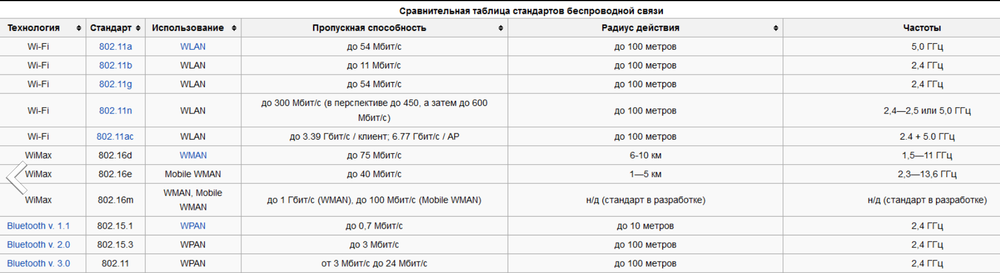 Сравнительная таблица стандартов беспроводной связи
Технология Стандарт Использование Пропускная способность Радиус действия Частоты
Wi-Fi 802.11a WLAN до 54 Мбит/с до 100 метров 5,0 ГГц
Wi-Fi 802.11b WLAN до 11 Мбит/с до 100 метров 2,4 ГГц
Wi-Fi 802.11g WLAN до 54 Мбит/с до 100 метров 2,4 ГГц
Wi-Fi 802.11n WLAN до 300 Мбит/с (в перспективе до 450, а затем до 600
Мбит/с) до 100 метров 2,4—2,5 или 5,0 ГГц
Wi-Fi 802.11ac WLAN до 3.39 Гбит/с / клиент; 6.77 Гбит/с / AP до 100 метров 2.4 + 5.0 ГГц
WiMax 802.16d WMAN до 75 Мбит/с 6-10 км 1,5—11 ГГц
WiMax 802.16e Mobile WMAN до 40 Мбит/с 1—5 км 2,3—13,6 ГГц
WiMax 802.16m WMAN, Mobile
WMAN до 1 Гбит/с (WMAN), до 100 Мбит/с (Mobile WMAN) н/д (стандарт в разработке) н/д (стандарт в разработке)
Bluetooth v. 1.1 802.15.1 WPAN до 0,7 Мбит/с до 10 метров 2,4 ГГц
Bluetooth v. 2.0 802.15.3 WPAN до 3 Мбит/с до 100 метров 2,4 ГГц
Bluetooth v. 3.0 802.11 WPAN от 3 Мбит/с до 24 Мбит/с до 100 метров 2,4 ГГц